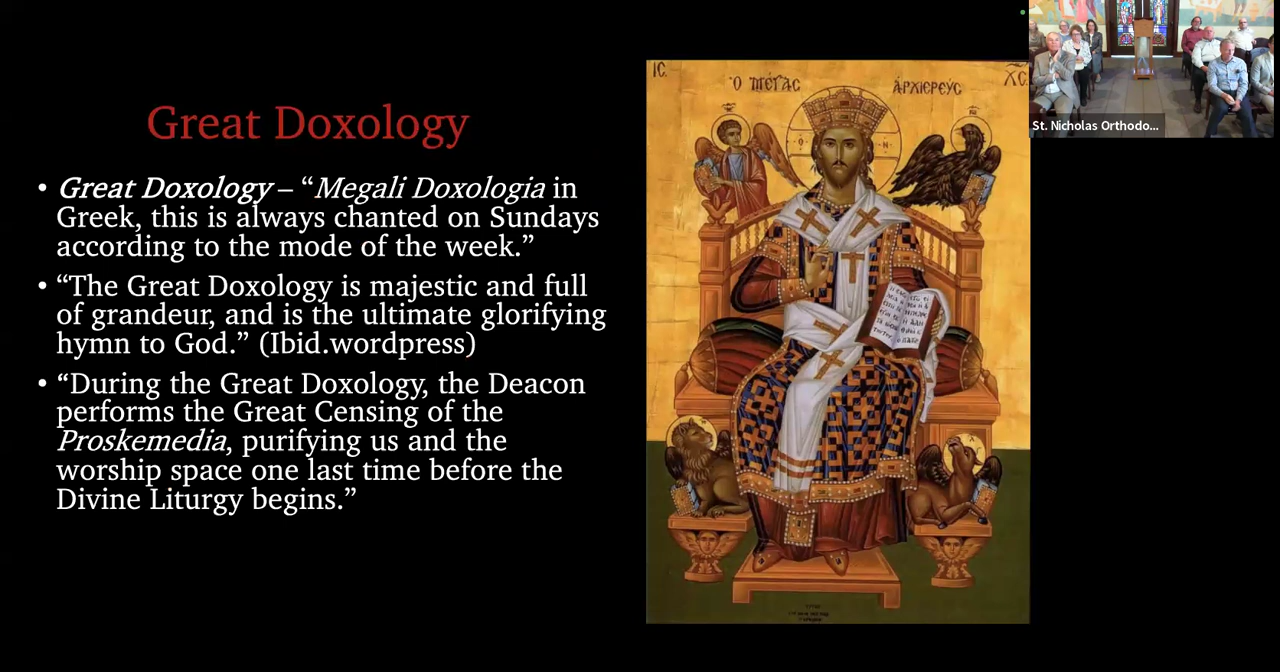 Great Doxology
• Great Doxology – “Megali Doxologia in
Greek, this is always chanted on Sundays
according to the mode of the week.”
• “The Great Doxology is majestic and full
of grandeur, and is the ultimate glorifying
hymn to God.” (Ibid.wordpress)
• “During the Great Doxology, the Deacon
performs the Great Censing of the
Proskemedia, purifying us and the
worship space one last time before the
Divine Liturgy begins.”
IC. X̅C.
Ὁ ΜΕΓΑC ἈΡΧΙΕΡΕΥC
St. Nicholas Orthodo...